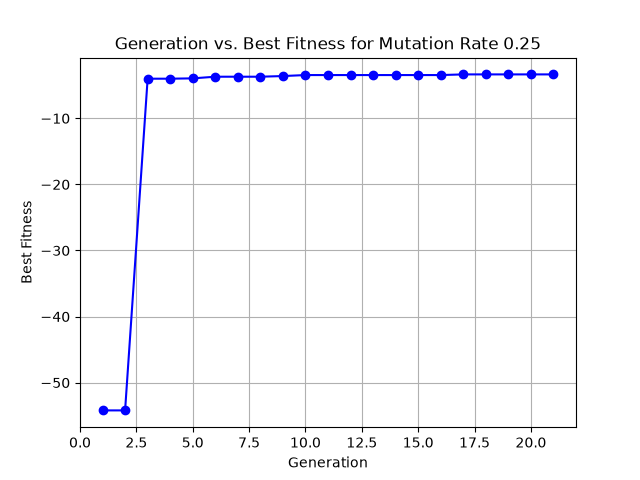 Generation vs. Best Fitness for Mutation Rate 0.25
Best Fitness
−10
−20
−30
−40
−50
0.0 2.5 5.0 7.5 10.0 12.5 15.0 17.5 20.0
Generation